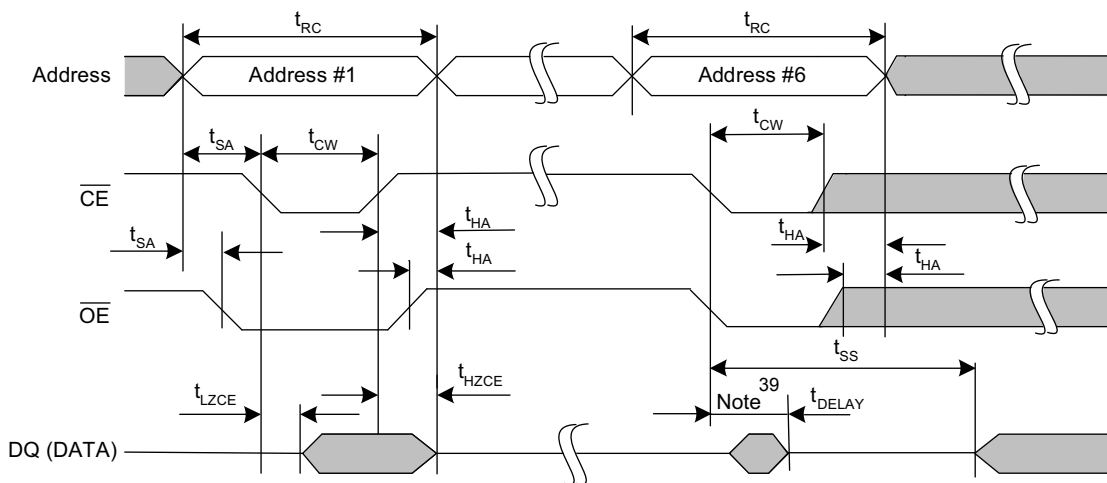 tRC tRC
Address Address #1 Address #6
tCW
tSA tCW
CE
tHA
tSA tHA tHA
tHA
OE
tSS
39
tLZCE tHZCE Note tDELAY
DQ (DATA)